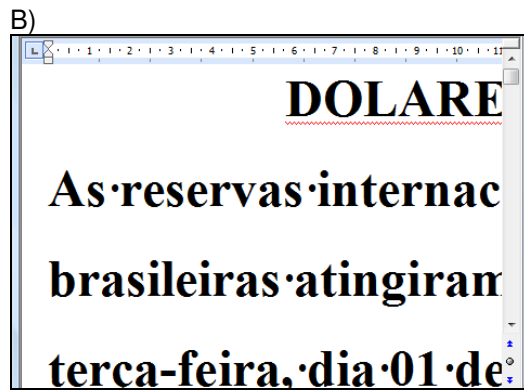 B)
1 2 3 4 5 6 7 8 9 10 11
DOLARE
As·reservas·internac
brasileiras·atingiram
terça-feira,·dia·01·de